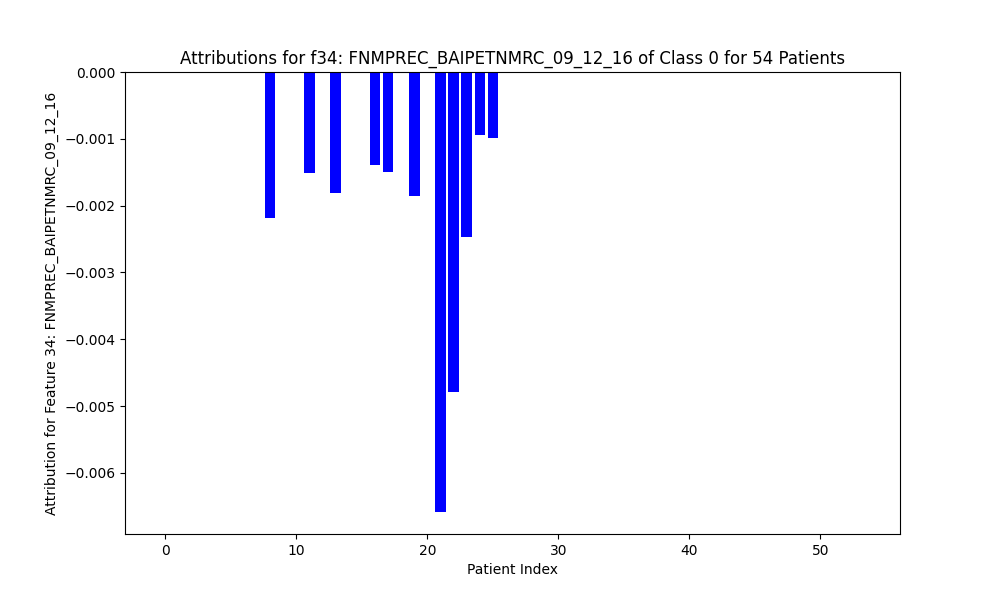 Attributions for f34: FNMPREC_BAIPETNMRC_09_12_16 of Class 0 for 54 Patients
Attribution for Feature 34: FNMPREC_BAIPETNMRC_09_12_16
0.000
−0.001
−0.002
−0.003
−0.004
−0.005
−0.006
0 10 20 30 40 50
Patient Index